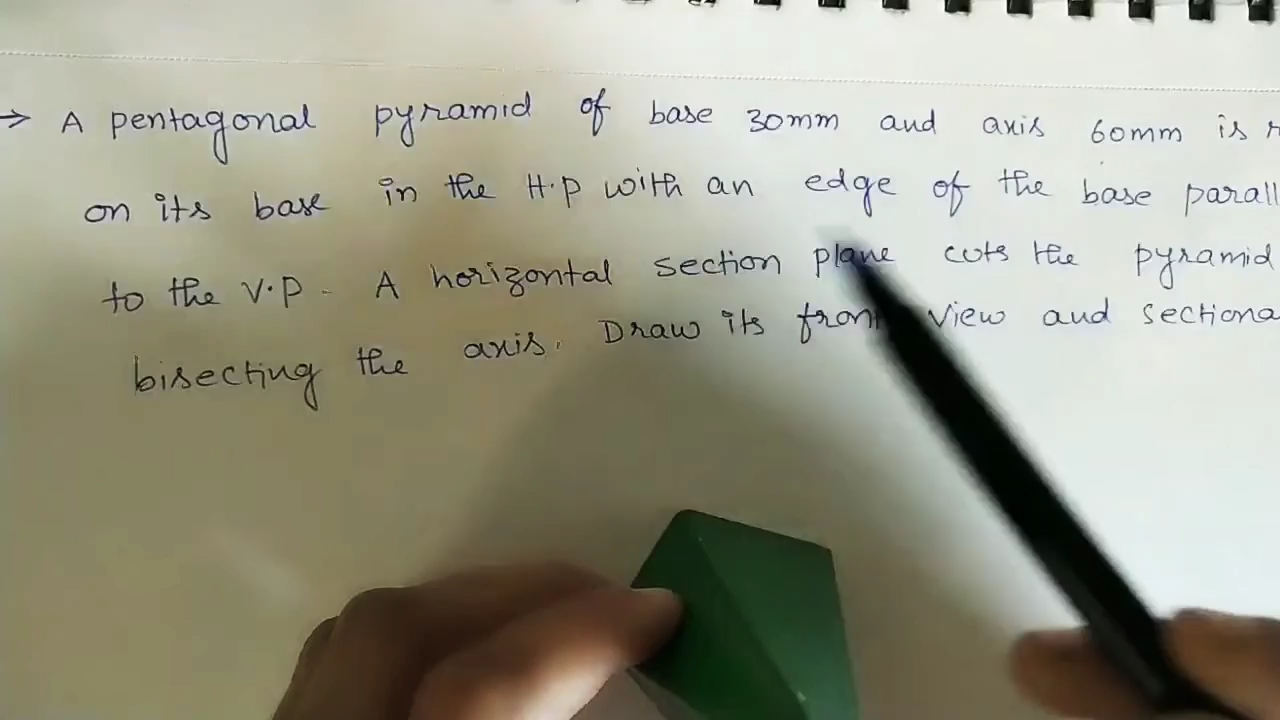 → A pentagonal pyramid of base 30mm and axis 60mm is
on its base in the H.P with an edge of the base parall
to the V.P. A horizontal section plane cuts the pyramid
bisecting the axis. Draw its front view and sectiona